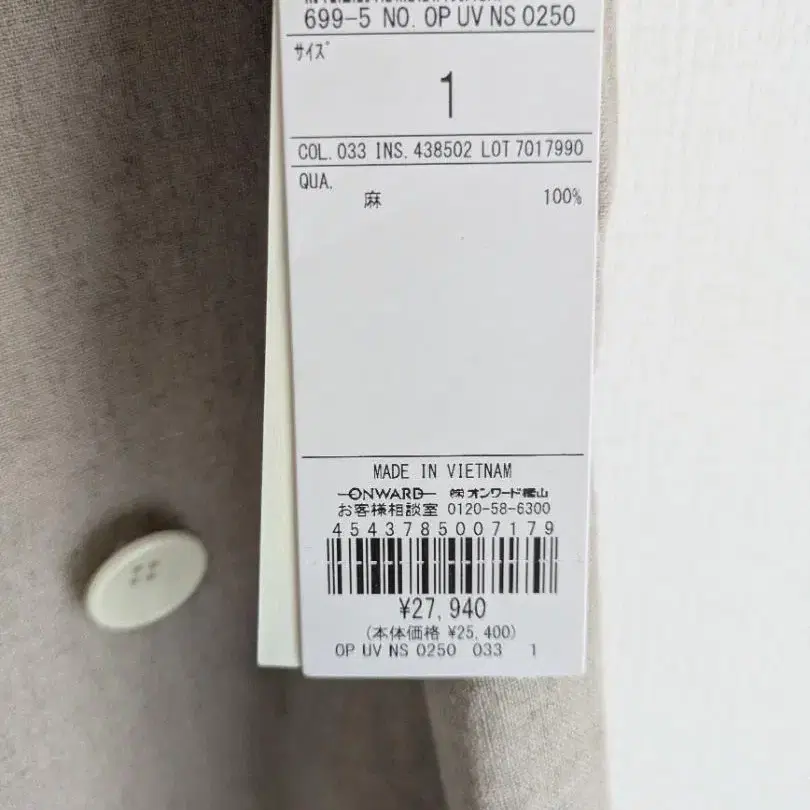 699-5 NO. OP UV NS 0250
サイズ
1
COL. 033 INS. 438502 LOT 7017990
QUA.
麻 100%
MADE IN VIETNAM
ONWARD ㈱オンワード樫山
お客様相談室 0120-58-6300
4543785007179
¥27,940
(本体価格 ¥25,400)
OP UV NS 0250 033 1